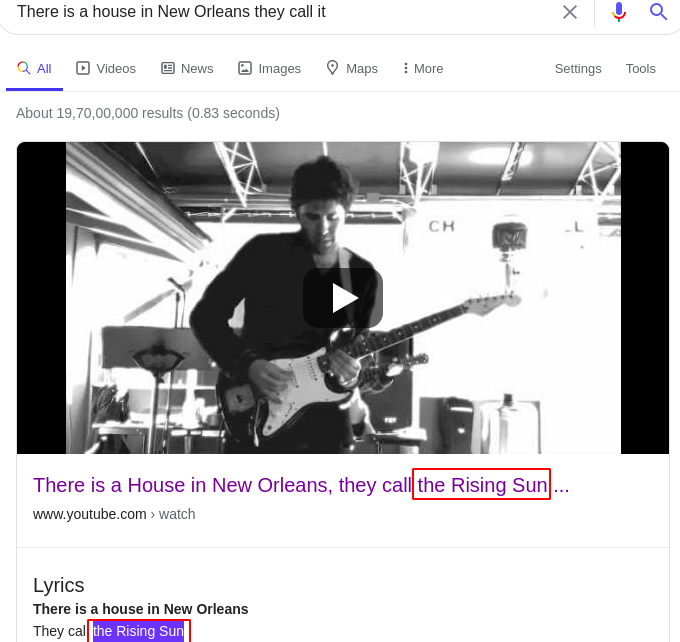 There is a house in New Orleans they call it
All Videos News Images Maps More Settings Tools
About 19,70,00,000 results (0.83 seconds)
CH LL
There is a House in New Orleans, they call the Rising Sun ...
www.youtube.com › watch
Lyrics
There is a house in New Orleans
They call the Rising Sun